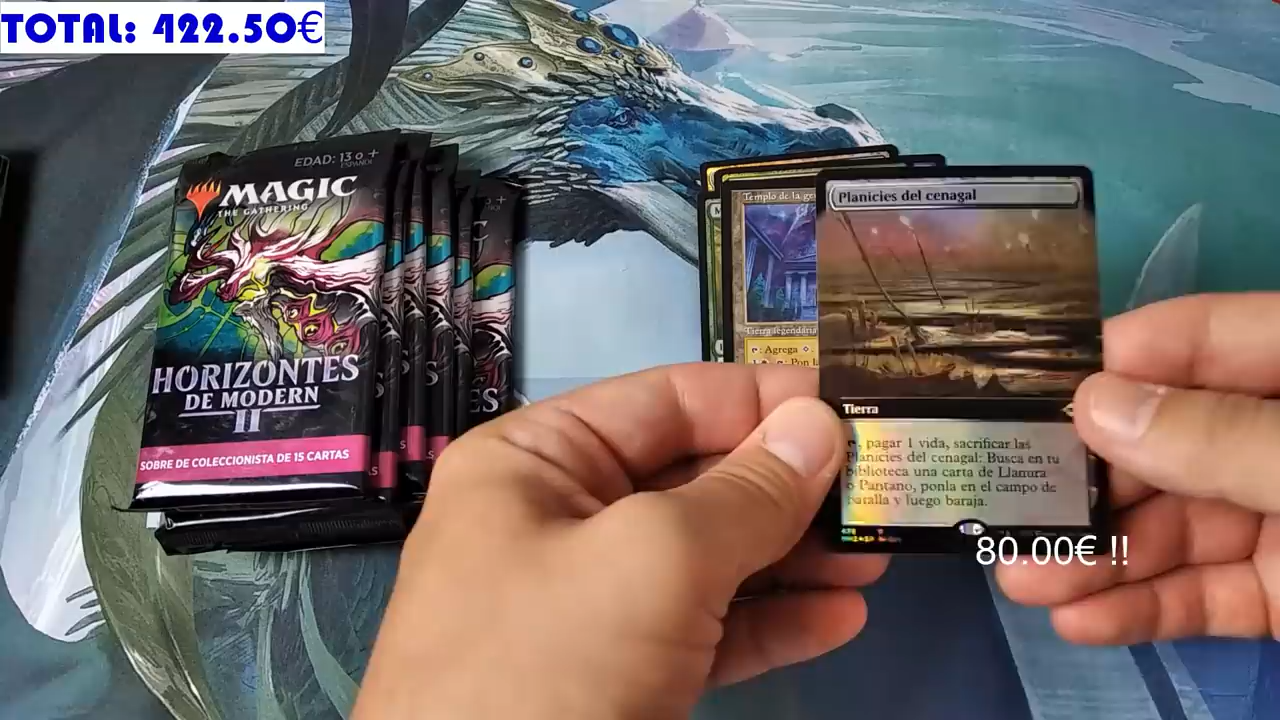 TOTAL: 422.50€
EDAD: 13 o +
MAGIC
THE GATHERING
HORIZONTES
DE MODERN
II
SOBRE DE COLECCIONISTA DE 15 CARTAS
Templo de la
Tierra legendaria
: Agrega
: Pon la
Planicies del cenagal
Tierra
, pagar 1 vida, sacrificar las
Planicies del cenagal: Busca en tu
biblioteca una carta de Llanura
o Pantano, ponla en el campo de
batalla y luego baraja.
80.00€ !!